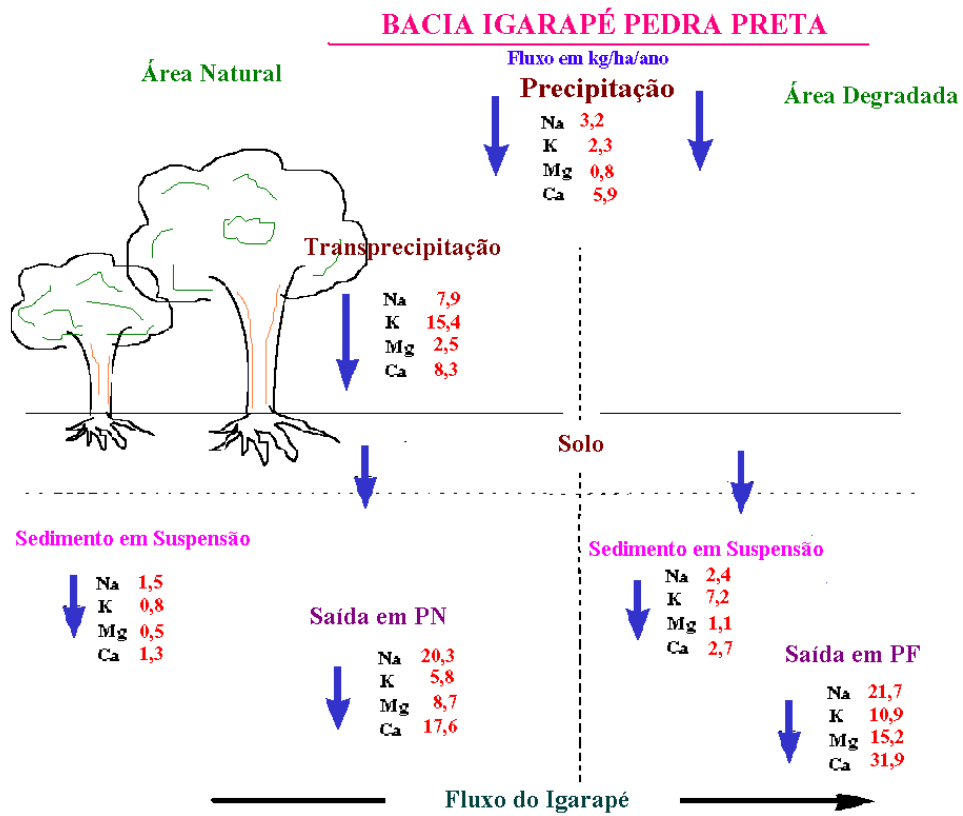 BACIA IGARAPÉ PEDRA PRETA
Fluxo em kg/ha/ano
Área Natural
Precipitação
Área Degradada
Na 3,2
K 2,3
Mg 0,8
Ca 5,9
Transprecipitação
Na 7,9
K 15,4
Mg 2,5
Ca 8,3
Solo
Sedimento em Suspensão
Na 1,5
K 0,8
Mg 0,5
Ca 1,3
Saída em PN
Na 20,3
K 5,8
Mg 8,7
Ca 17,6
Sedimento em Suspensão
Na 2,4
K 7,2
Mg 1,1
Ca 2,7
Saída em PF
Na 21,7
K 10,9
Mg 15,2
Ca 31,9
Fluxo do Igarapé